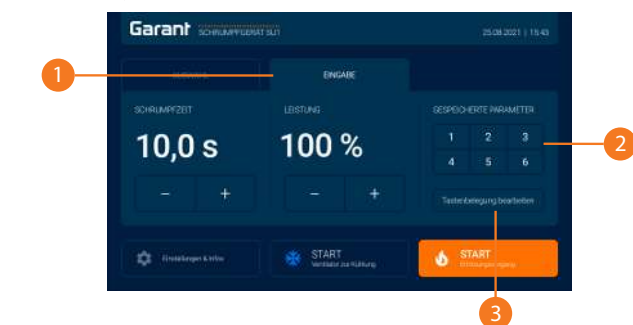 Garant SCHRUMPFGERÄT SLIT 25.08.2021 | 15:43
1 EINGABE
SCHRUMPFZEIT LEISTUNG GESPEICHERTE PARAMETER
10,0 s 100 % 1 2 3 2
4 5 6
− + − + Tastenbelegung bearbeiten
Einstellungen & Infos START START
Ventilator zur Kühlung
3